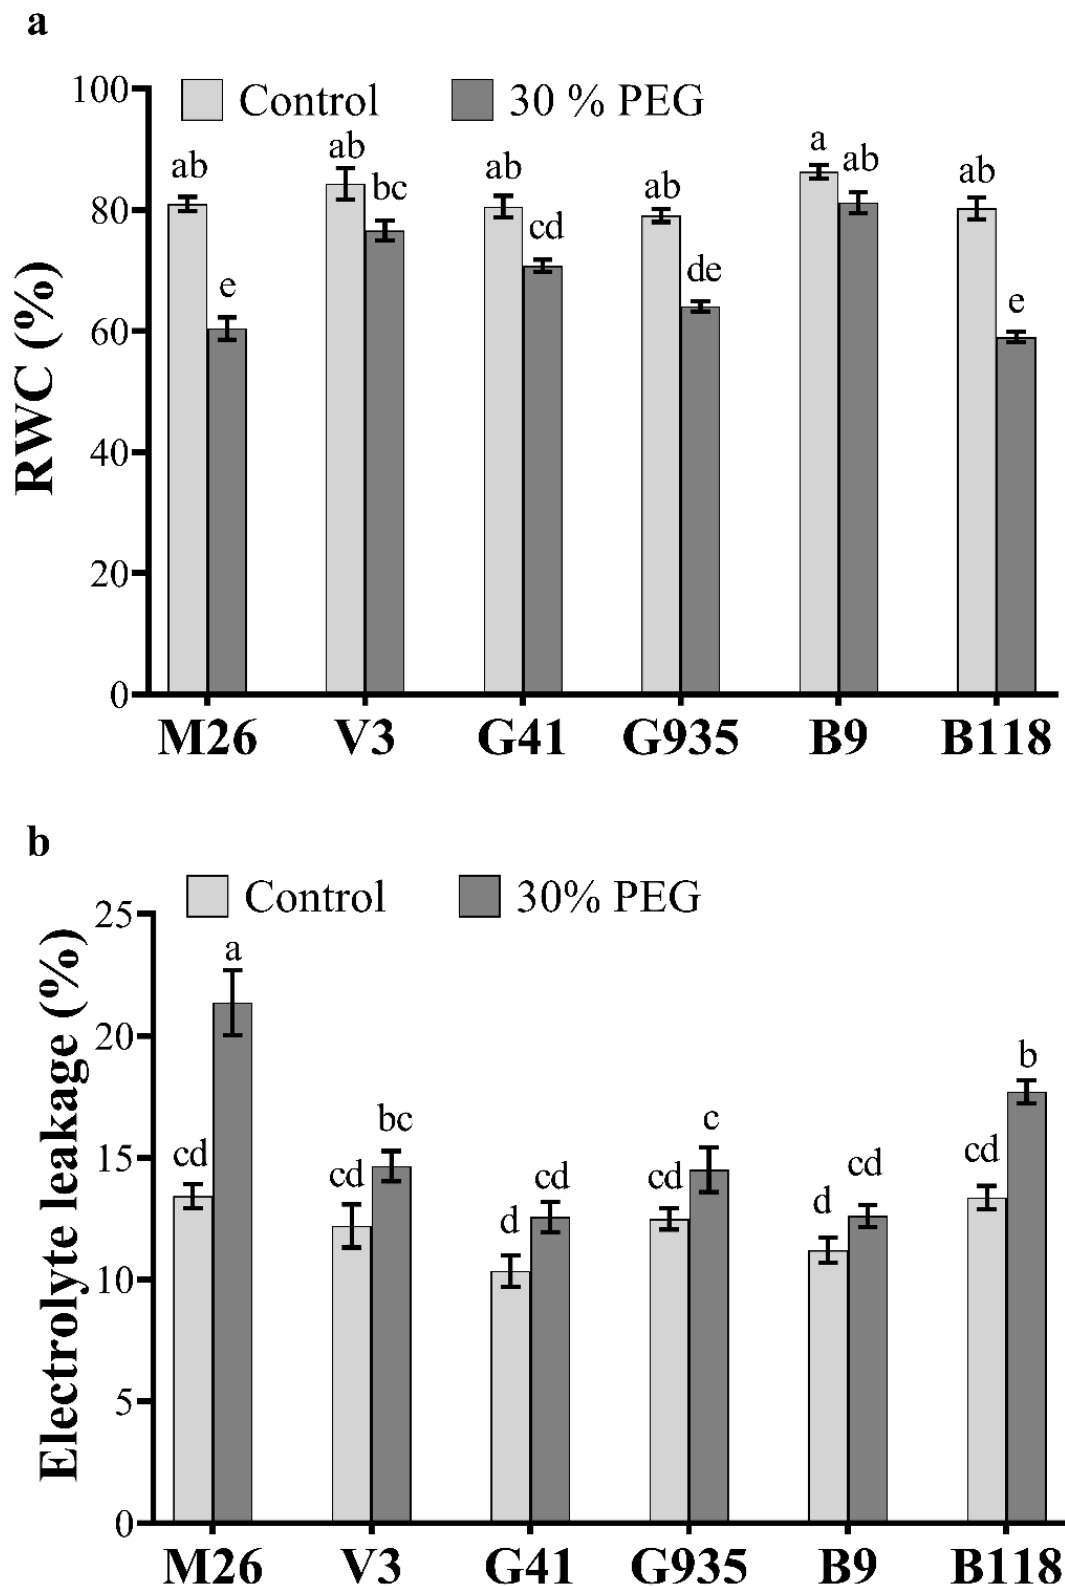 a
Control 30 % PEG
RWC (%)
100
80
60
40
20
0
ab e ab bc ab cd ab de a ab ab e
M26 V3 G41 G935 B9 B118
b
Control 30% PEG
Electrolyte leakage (%)
25
20
15
10
5
0
cd a cd bc d cd cd c d cd cd b
M26 V3 G41 G935 B9 B118